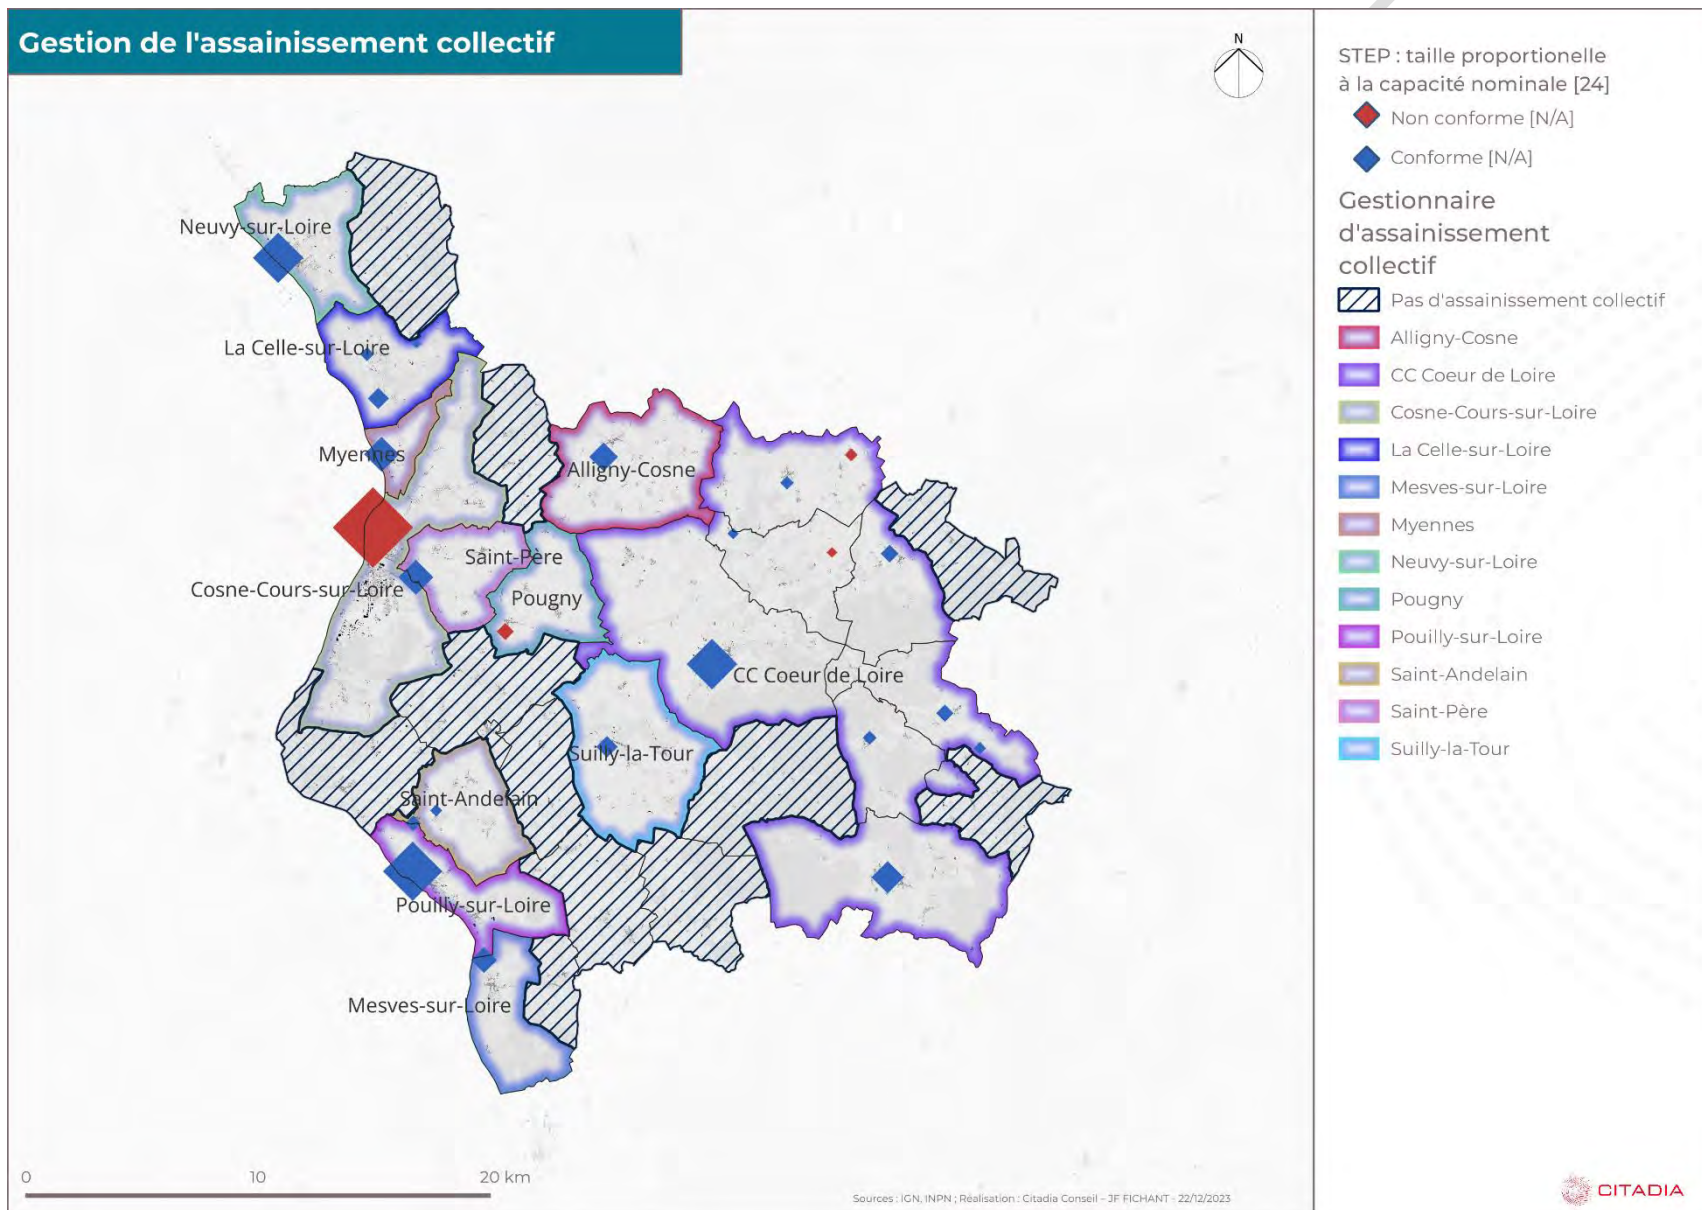 Gestion de l'assainissement collectif
N
Neuvy-sur-Loire
La Celle-sur-Loire
Myennes
Alligny-Cosne
Saint-Père
Cosne-Cours-sur-Loire
Pougny
CC Coeur de Loire
Suilly-la-Tour
Saint-Andelain
Pouilly-sur-Loire
Mesves-sur-Loire
0 10 20 km
Sources : IGN, INPN ; Réalisation : Citadia Conseil - JF FICHANT - 22/12/2023
STEP : taille proportionelle
à la capacité nominale [24]
Non conforme [N/A]
Conforme [N/A]
Gestionnaire
d'assainissement
collectif
Pas d'assainissement collectif
Alligny-Cosne
CC Coeur de Loire
Cosne-Cours-sur-Loire
La Celle-sur-Loire
Mesves-sur-Loire
Myennes
Neuvy-sur-Loire
Pougny
Pouilly-sur-Loire
Saint-Andelain
Saint-Père
Suilly-la-Tour
CITADIA